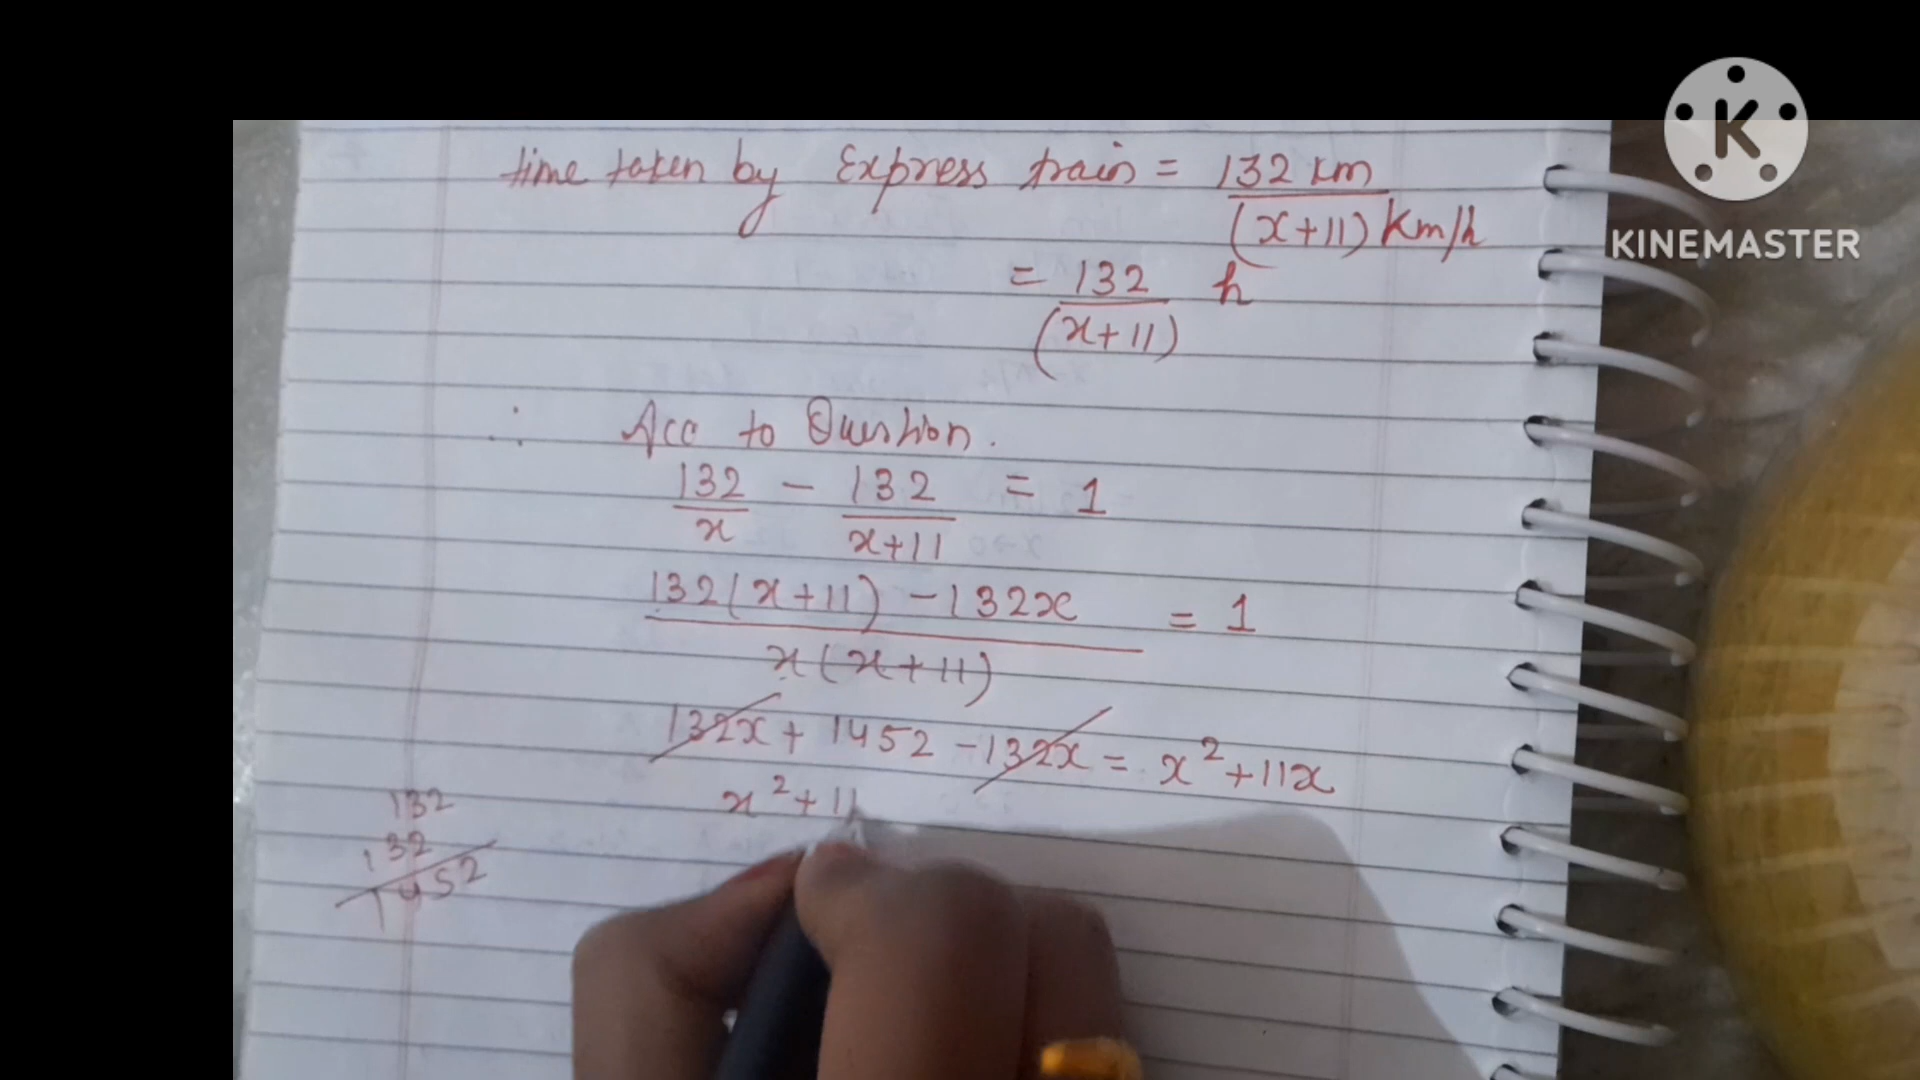 time taken by Express train = 132 km
(x+11) Km/h
= 132 h
(x+11)
∴ Acc to Question.
132 - 132 = 1
x x+11
132(x+11) -132x = 1
x(x+11)
132x + 1452 -132x = x²+11x
x²+11
132
132
1452
K
KINEMASTER